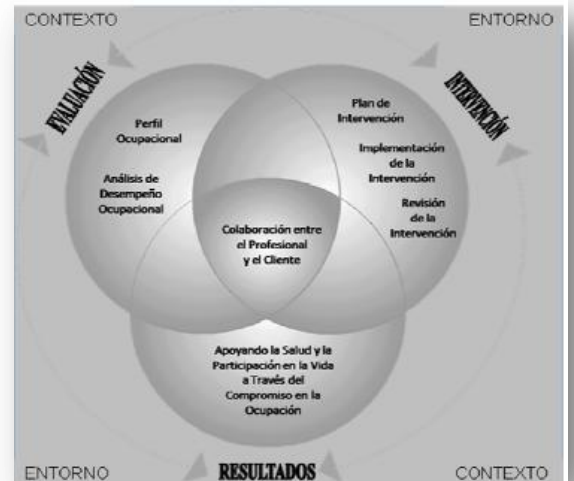 CONTEXTO
ENTORNO
EVALUACIÓN
INTERVENCIÓN
Perfil
Ocupacional
Análisis de
Desempeño
Ocupacional
Plan de
Intervención
Implementación
de la
Intervención
Revisión
de la
Intervención
Colaboración entre
el Profesional
y el Cliente
Apoyando la Salud y la
Participación en la Vida
a Través del
Compromiso en la
Ocupación
ENTORNO
RESULTADOS
CONTEXTO